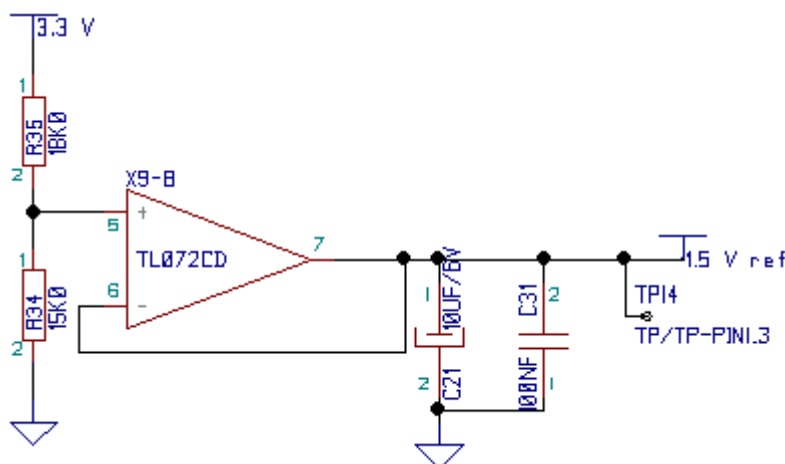 3.3 V
1
R35
18K0
2
X9-B
5
+
TL072CD
7
6
-
1
R34
15K0
2
1
10UF/6V
2
C21
2
C31
100NF
1
1.5 V ref
TP14
TP/TP-PIN1.3